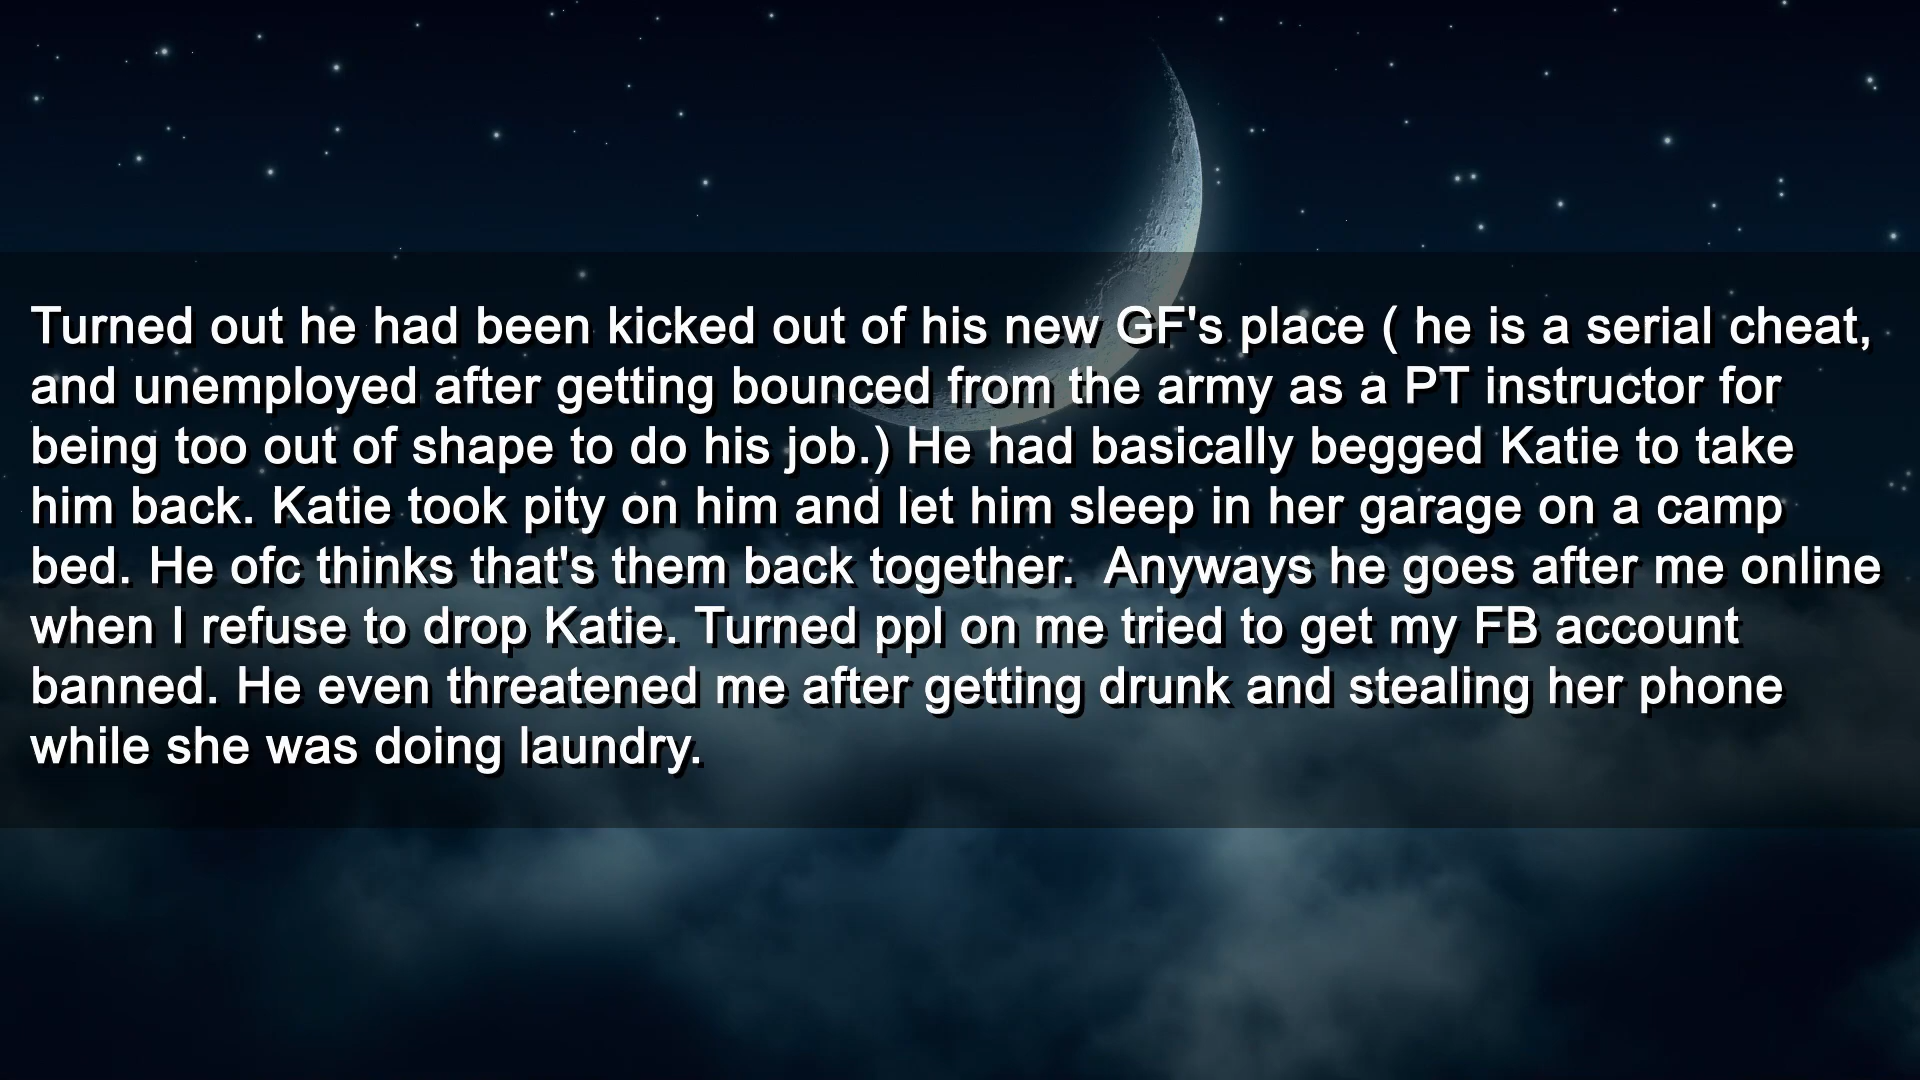 Turned out he had been kicked out of his new GF's place ( he is a serial cheat,
and unemployed after getting bounced from the army as a PT instructor for
being too out of shape to do his job.) He had basically begged Katie to take
him back. Katie took pity on him and let him sleep in her garage on a camp
bed. He ofc thinks that's them back together.  Anyways he goes after me online
when I refuse to drop Katie. Turned ppl on me tried to get my FB account
banned. He even threatened me after getting drunk and stealing her phone
while she was doing laundry.